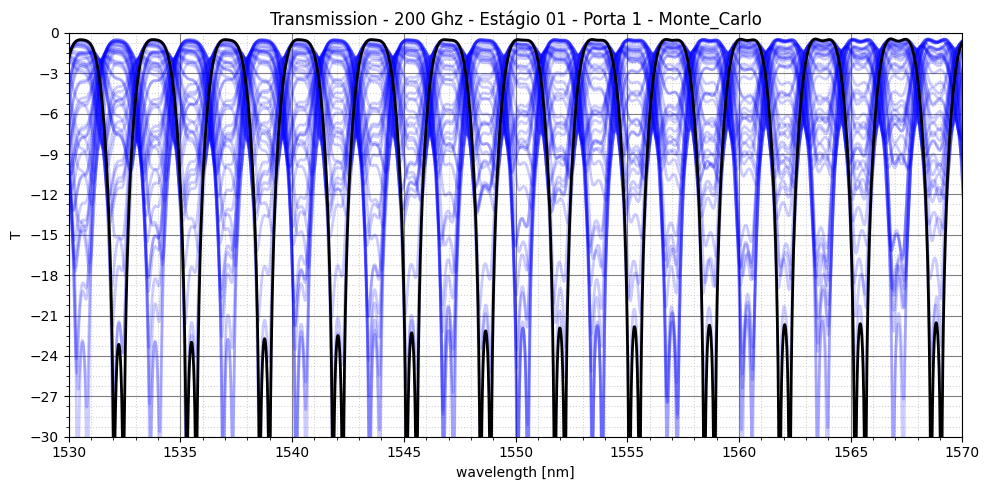 Transmission - 200 Ghz - Estágio 01 - Porta 1 - Monte_Carlo
0
−3
−6
−9
−12
−15
−18
−21
−24
−27
−30
T
1530 1535 1540 1545 1550 1555 1560 1565 1570
wavelength [nm]